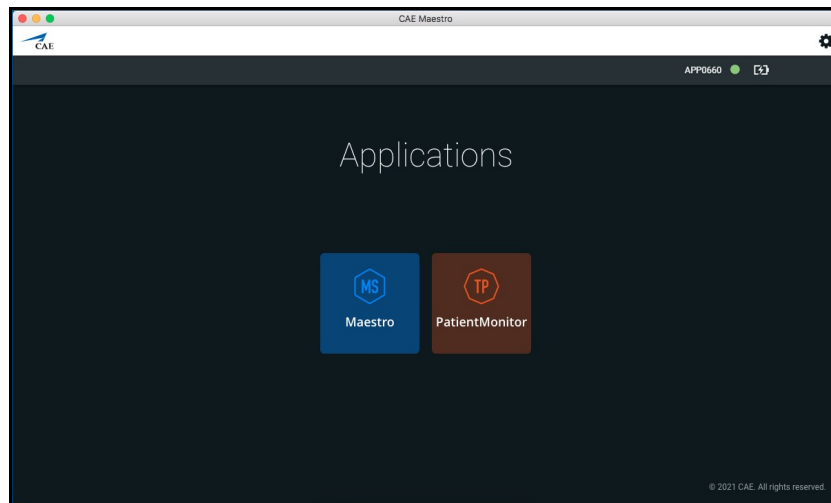 CAE Maestro
CAE
APP0660
Applications
MS
TP
Maestro
PatientMonitor
© 2021 CAE. All rights reserved.